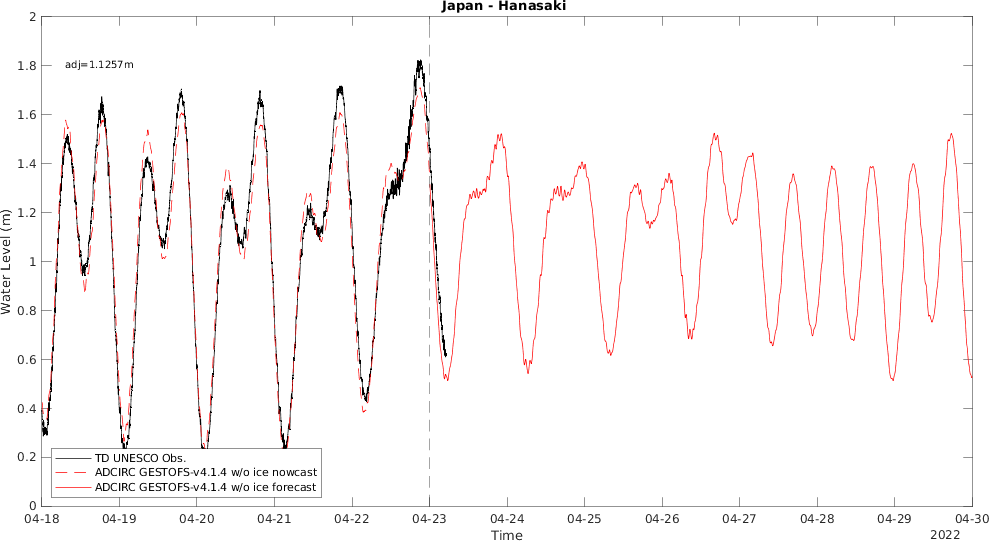 Japan - Hanasaki
2
1.8
adj=1.1257m
1.6
1.4
1.2
1
0.8
0.6
0.4
0.2
0
Water Level (m)
TD UNESCO Obs.
ADCIRC GESTOFS-v4.1.4 w/o ice nowcast
ADCIRC GESTOFS-v4.1.4 w/o ice forecast
04-18 04-19 04-20 04-21 04-22 04-23 04-24 04-25 04-26 04-27 04-28 04-29 04-30
Time
2022